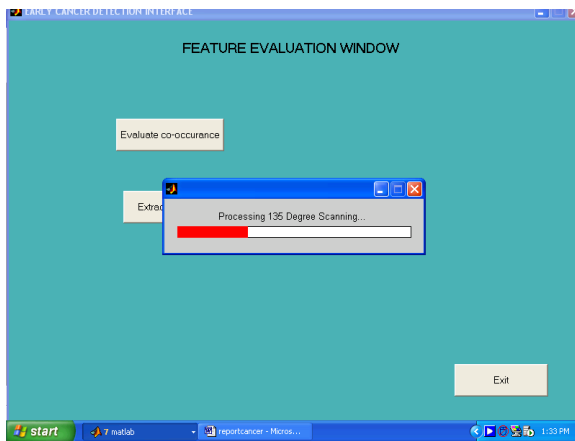 EARLY CANCER DETECTION INTERFACE
FEATURE EVALUATION WINDOW
Evaluate co-occurance
Extrac
Processing 135 Degree Scanning...
Exit
start
7 matlab
reportcancer - Micros...
1:33 PM